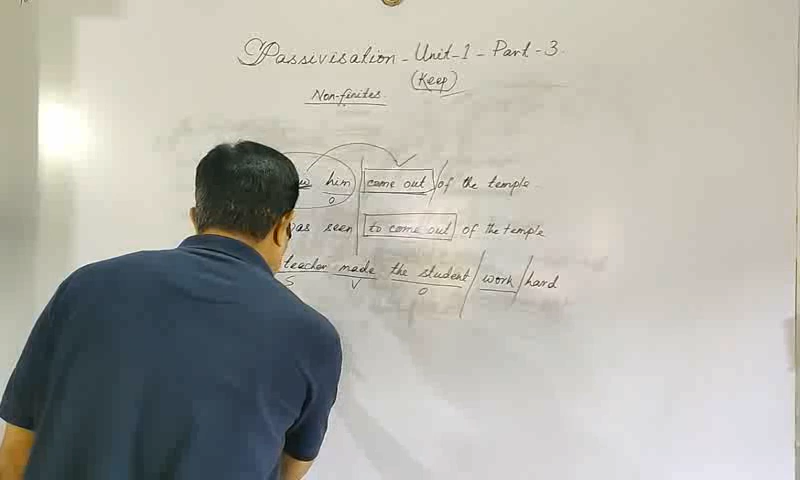 Passivisation - Unit-1 - Part-3.
(Keep)
Non-finites.
him come out of the temple.
O
seen to come out of the temple
teacher made the student work hard
S V O